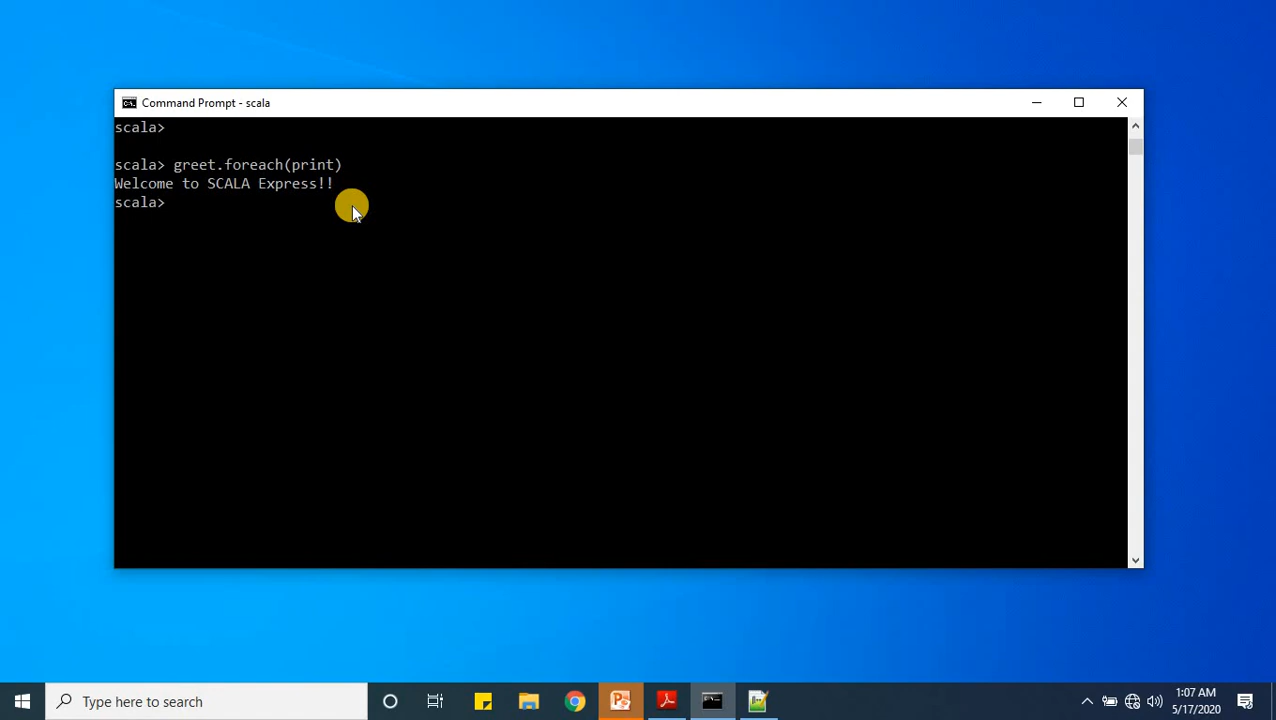 Command Prompt - scala
scala>
scala> greet.foreach(print)
Welcome to SCALA Express!!
scala>
Type here to search
1:07 AM
5/17/2020